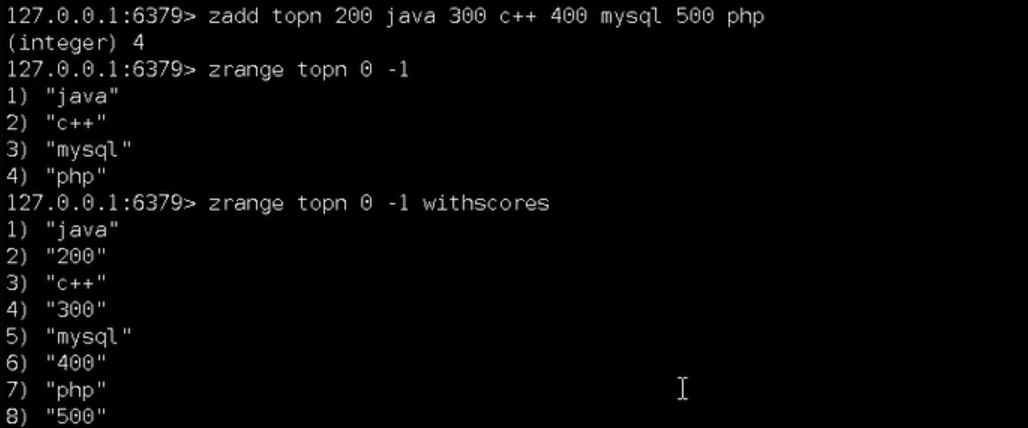 127.0.0.1:6379> zadd topn 200 java 300 c++ 400 mysql 500 php
(integer) 4
127.0.0.1:6379> zrange topn 0 -1
1) "java"
2) "c++"
3) "mysql"
4) "php"
127.0.0.1:6379> zrange topn 0 -1 withscores
1) "java"
2) "200"
3) "c++"
4) "300"
5) "mysql"
6) "400"
7) "php"
8) "500"